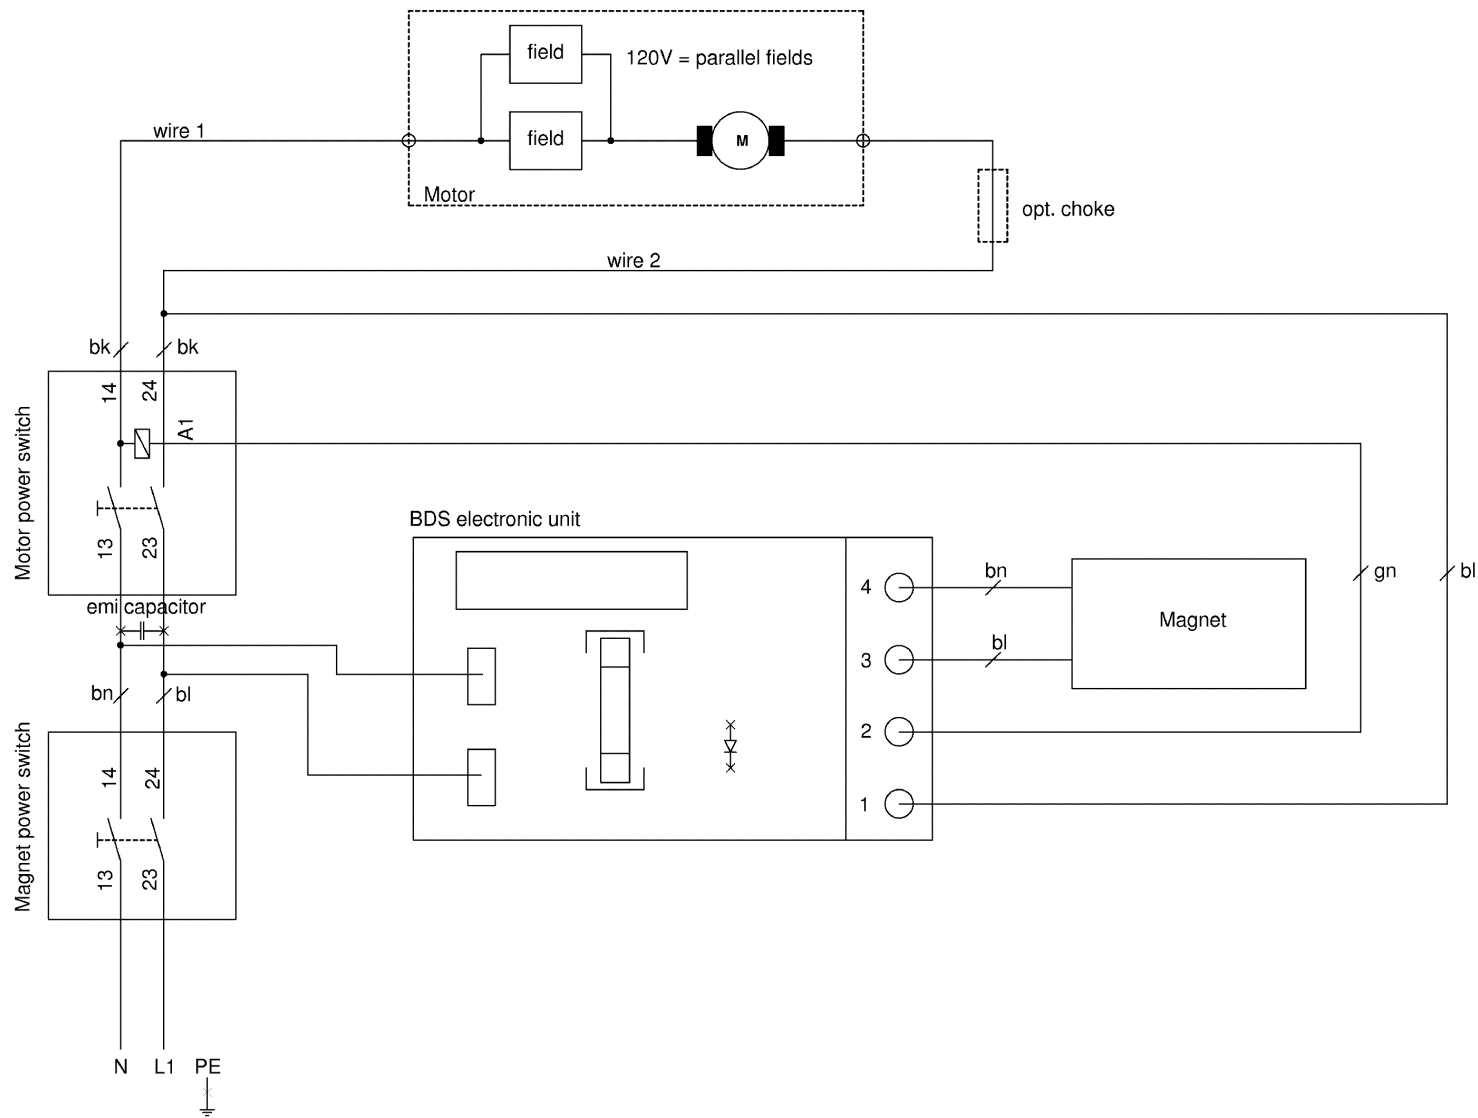 field
120V = parallel fields
field
M
wire 1
Motor
opt. choke
wire 2
bk
bk
14
24
A1
Motor power switch
13
23
emi capacitor
BDS electronic unit
4
bn
Magnet
gn
bl
3
bl
2
1
bn
bl
Magnet power switch
14
24
13
23
N
L1
PE